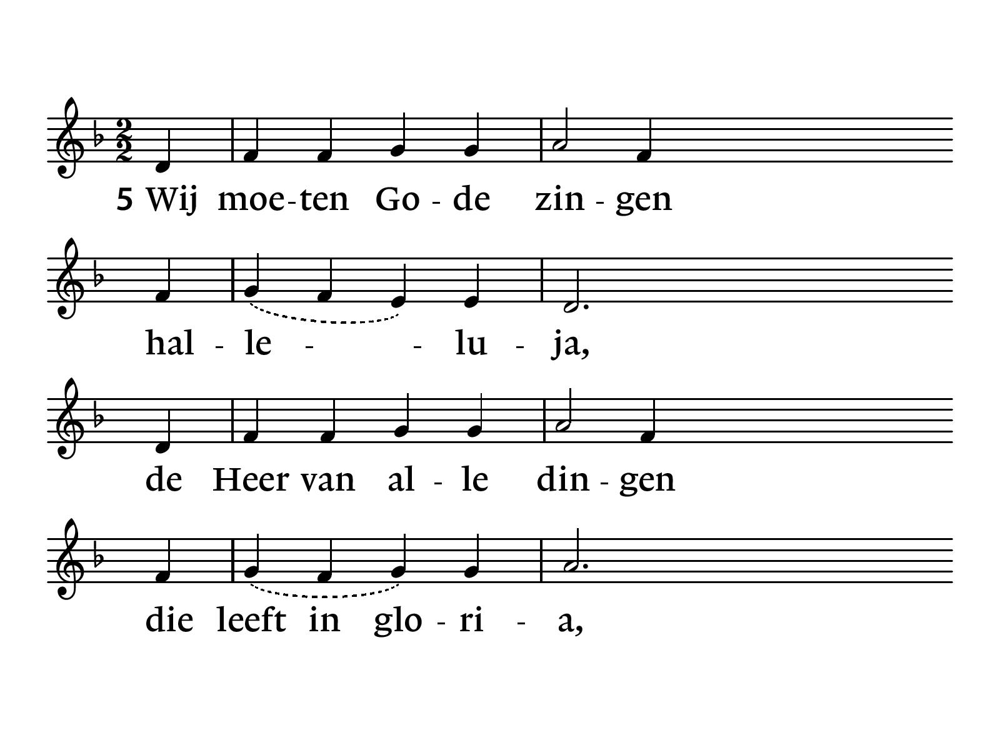 5 Wij moe-ten Go - de zin - gen
hal - le - - lu - ja,
de Heer van al - le din - gen
die leeft in glo - ri - a,